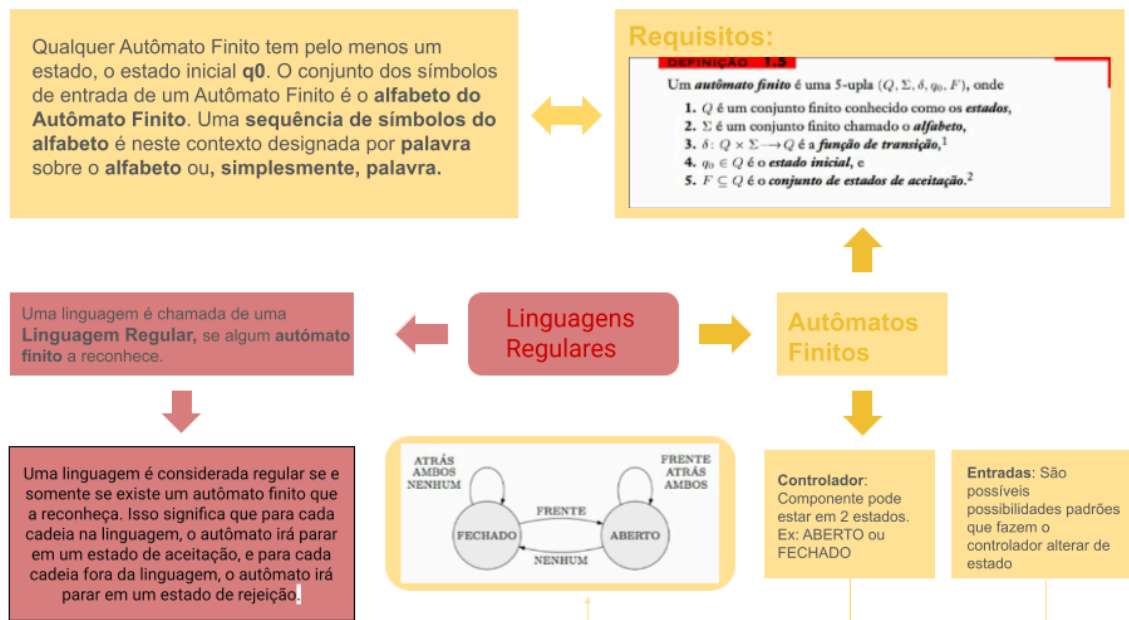 Qualquer Autômato Finito tem pelo menos um
estado, o estado inicial q0. O conjunto dos símbolos
de entrada de um Autômato Finito é o alfabeto do
Autômato Finito. Uma sequência de símbolos do
alfabeto é neste contexto designada por palavra
sobre o alfabeto ou, simplesmente, palavra.
Requisitos:
DEFINIÇÃO 1.5
Um autômato finito é uma 5-upla (Q, Σ, δ, q₀, F), onde
1. Q é um conjunto finito conhecido como os estados,
2. Σ é um conjunto finito chamado o alfabeto,
3. δ: Q × Σ⟶Q é a função de transição,¹
4. q₀ ∈ Q é o estado inicial, e
5. F ⊆ Q é o conjunto de estados de aceitação.²
Uma linguagem é chamada de uma
Linguagem Regular, se algum autómato
finito a reconhece.
Linguagens
Regulares
Autômatos
Finitos
Uma linguagem é considerada regular se e
somente se existe um autômato finito que
a reconheça. Isso significa que para cada
cadeia na linguagem, o autômato irá parar
em um estado de aceitação, e para cada
cadeia fora da linguagem, o autômato irá
parar em um estado de rejeição.
ATRÁS
AMBOS
NENHUM
FRENTE
ATRÁS
AMBOS
FRENTE
FECHADO
ABERTO
NENHUM
Controlador:
Componente pode
estar em 2 estados.
Ex: ABERTO ou
FECHADO
Entradas: São
possíveis
possibilidades padrões
que fazem o
controlador alterar de
estado